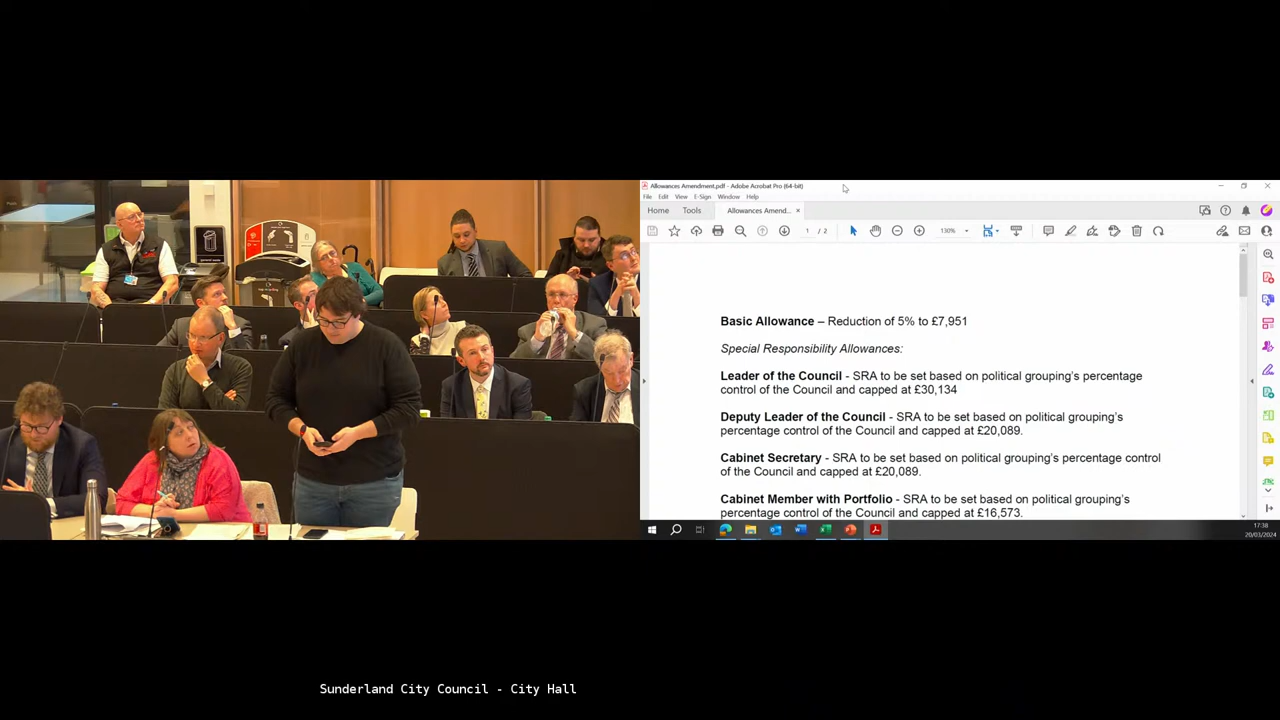 Allowances Amendment.pdf - Adobe Acrobat Pro (64-bit)
File Edit View E-Sign Window Help
Home Tools Allowances Amend... ×
1 / 2 130%
Basic Allowance – Reduction of 5% to £7,951
Special Responsibility Allowances:
Leader of the Council - SRA to be set based on political grouping's percentage
control of the Council and capped at £30,134
Deputy Leader of the Council - SRA to be set based on political grouping's
percentage control of the Council and capped at £20,089.
Cabinet Secretary - SRA to be set based on political grouping's percentage control
of the Council and capped at £20,089.
Cabinet Member with Portfolio - SRA to be set based on political grouping's
percentage control of the Council and capped at £16,573.
17:38
20/03/2024
Sunderland City Council - City Hall